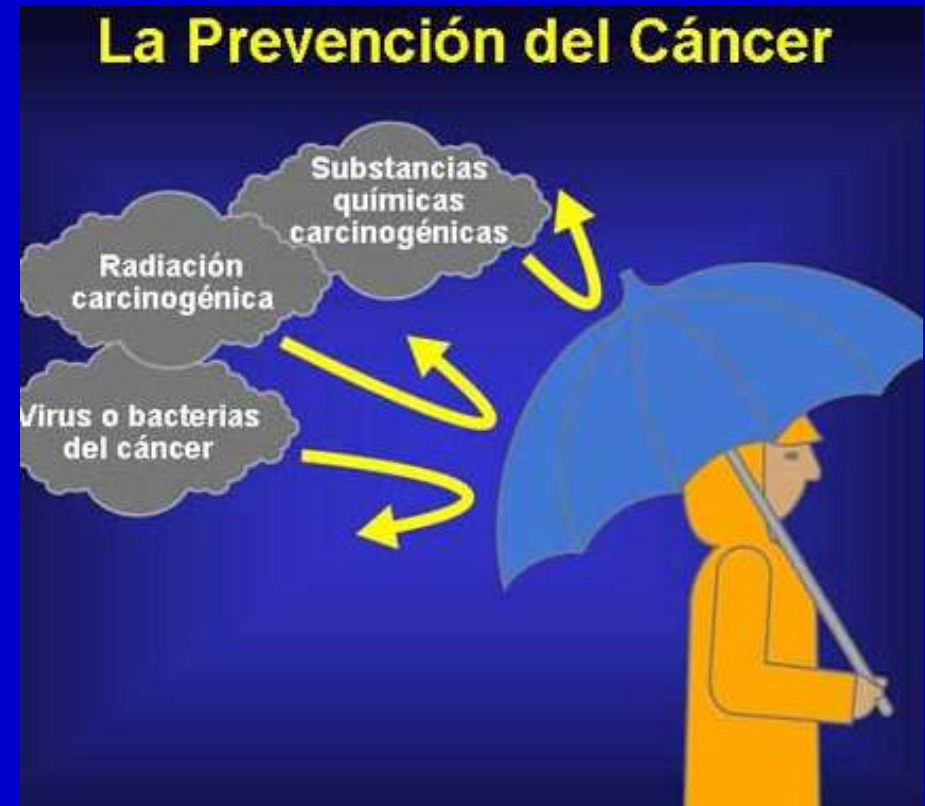 La Prevención del Cáncer
Substancias
químicas
carcinogénicas
Radiación
carcinogénica
Virus o bacterias
del cáncer